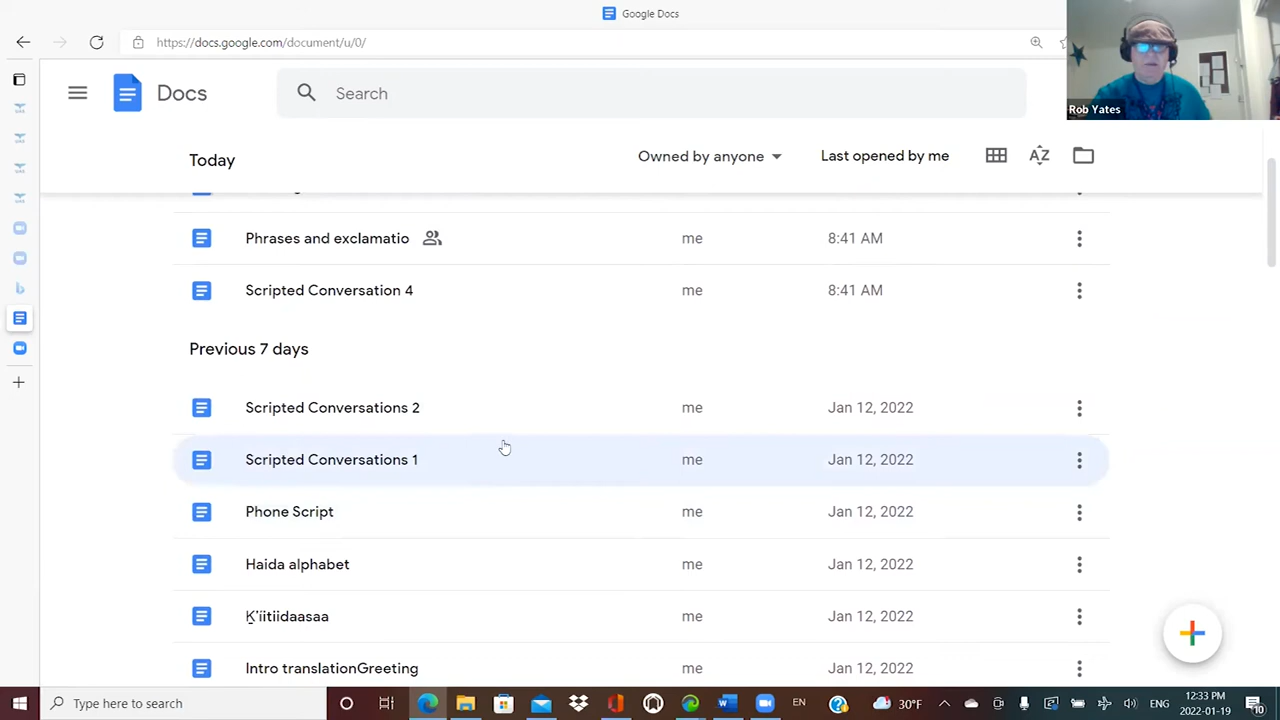 Google Docs
https://docs.google.com/document/u/0/
Docs
Search
Rob Yates
Today
Owned by anyone
Last opened by me
AZ
Phrases and exclamatio
me
8:41 AM
Scripted Conversation 4
me
8:41 AM
Previous 7 days
Scripted Conversations 2
me
Jan 12, 2022
Scripted Conversations 1
me
Jan 12, 2022
Phone Script
me
Jan 12, 2022
Haida alphabet
me
Jan 12, 2022
Ḵ'íitiidaasaa
me
Jan 12, 2022
Intro translationGreeting
me
Jan 12, 2022
Type here to search
EN
30°F
ENG
12:33 PM
2022-01-19
10